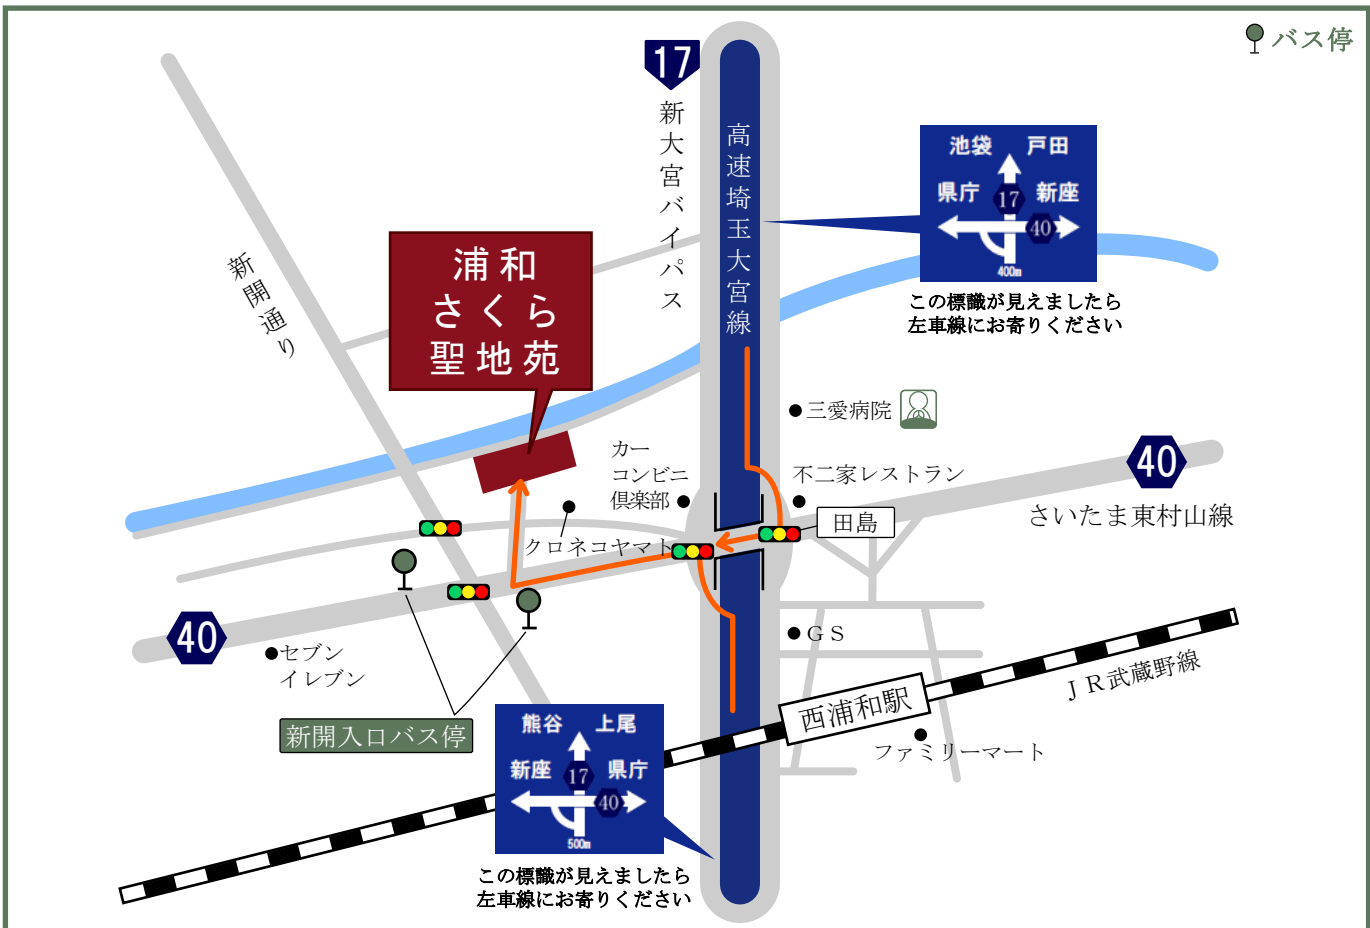 バス停
17
新大宮バイパス
高速埼玉大宮線
池袋 戸田
県庁 17 新座
40
400m
この標識が見えましたら
左車線にお寄りください
新開通り
浦和
さくら
聖地苑
三愛病院
カー
コンビニ
倶楽部
不二家レストラン
40
さいたま東村山線
田島
クロネコヤマト
40
セブン
イレブン
GS
JR武蔵野線
西浦和駅
ファミリーマート
新開入口バス停
熊谷 上尾
新座 17 県庁
40
500m
この標識が見えましたら
左車線にお寄りください